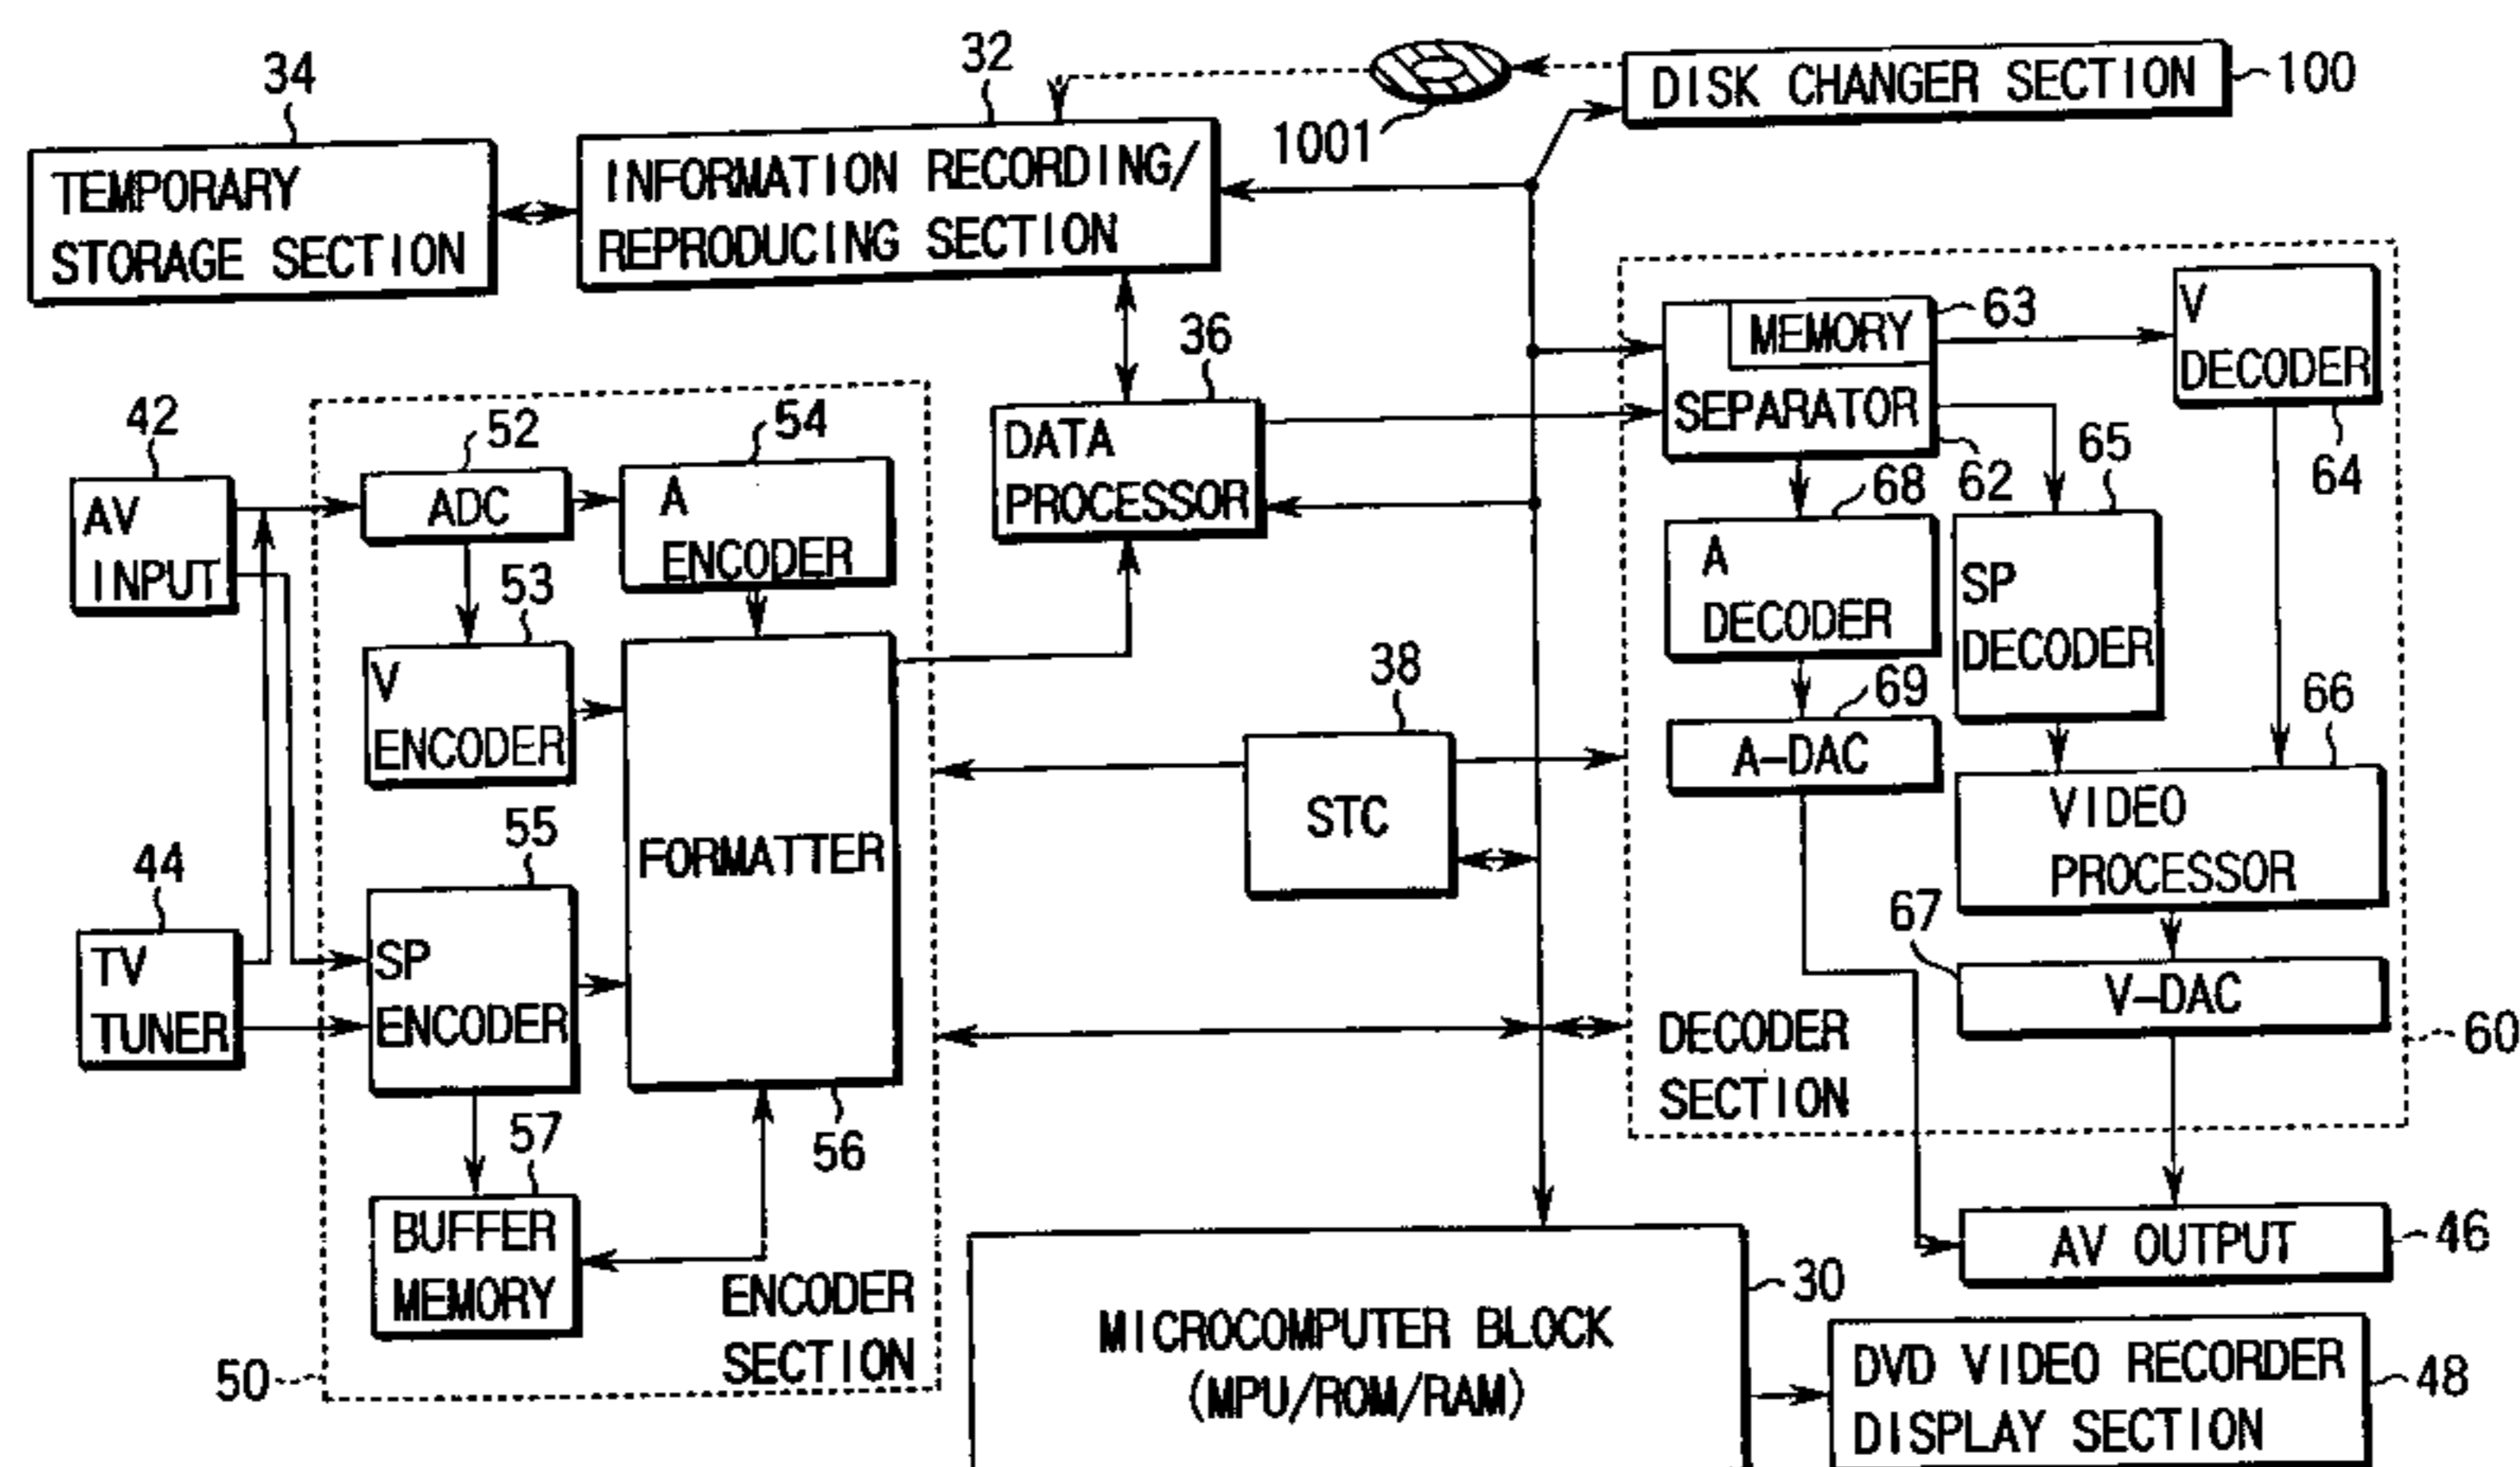 34
32
DISK CHANGER SECTION
100
1001
TEMPORARY
STORAGE SECTION
INFORMATION RECORDING/
REPRODUCING SECTION
36
DATA
PROCESSOR
42
AV
INPUT
44
TV
TUNER
52
ADC
54
A
ENCODER
53
V
ENCODER
55
SP
ENCODER
FORMATTER
56
57
BUFFER
MEMORY
ENCODER
SECTION
50
38
STC
MEMORY
63
SEPARATOR
62
V
DECODER
64
65
SP
DECODER
68
A
DECODER
69
A-DAC
66
VIDEO
PROCESSOR
67
V-DAC
DECODER
SECTION
60
AV OUTPUT
46
MICROCOMPUTER BLOCK
(MPU/ROM/RAM)
30
DVD VIDEO RECORDER
DISPLAY SECTION
48